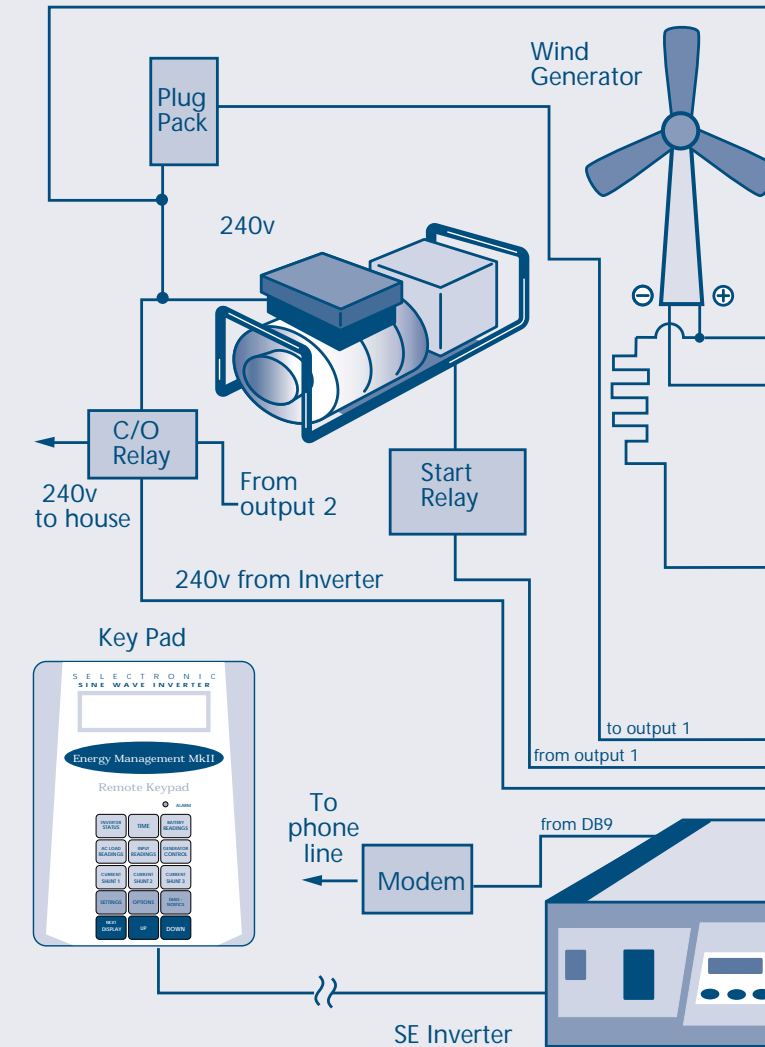 Wind
Generator
Plug
Pack
240v
⊖ ⊕
C/O
Relay
240v
to house
From
output 2
Start
Relay
240v from Inverter
Key Pad
SELECTRONIC
SINE WAVE INVERTER
Energy Management MkII
Remote Keypad
ALARM
INVERTER
STATUS
TIME
BATTERY
READINGS
AC LOAD
READINGS
INPUT
READINGS
GENERATOR
CONTROL
CURRENT
SHUNT 1
CURRENT
SHUNT 2
CURRENT
SHUNT 3
SETTINGS
OPTIONS
DIAG -
NOSTICS
NEXT
DISPLAY
UP
DOWN
to output 1
from output 1
To
phone
line
Modem
from DB9
SE Inverter